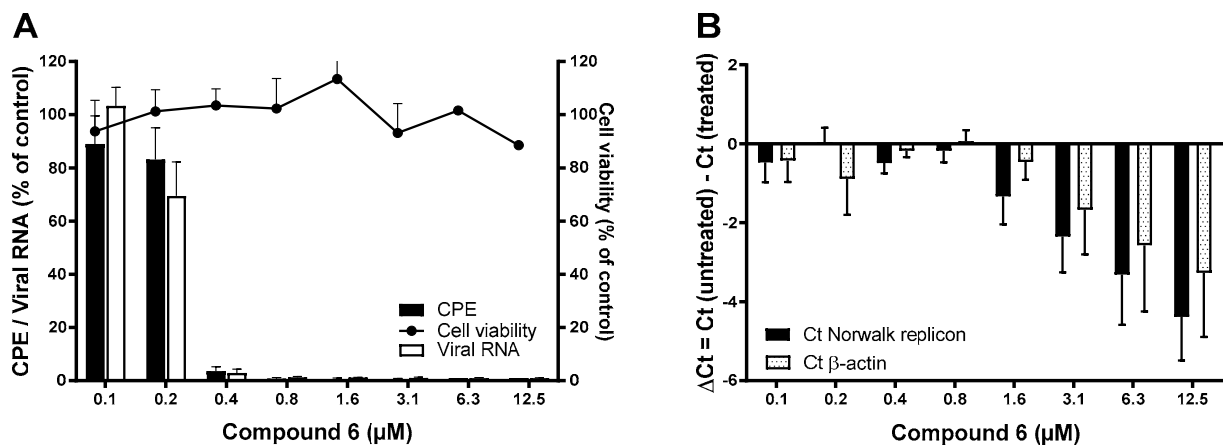 A
CPE / Viral RNA (% of control)
120
100
80
60
40
20
0
CPE
Cell viability
Viral RNA
120
100
80
60
40
20
0
Cell viability (% of control)
0.1 0.2 0.4 0.8 1.6 3.1 6.3 12.5
Compound 6 (µM)
B
ΔCt = Ct (untreated) - Ct (treated)
2
0
-2
-4
-6
Ct Norwalk replicon
Ct β-actin
0.1 0.2 0.4 0.8 1.6 3.1 6.3 12.5
Compound 6 (µM)